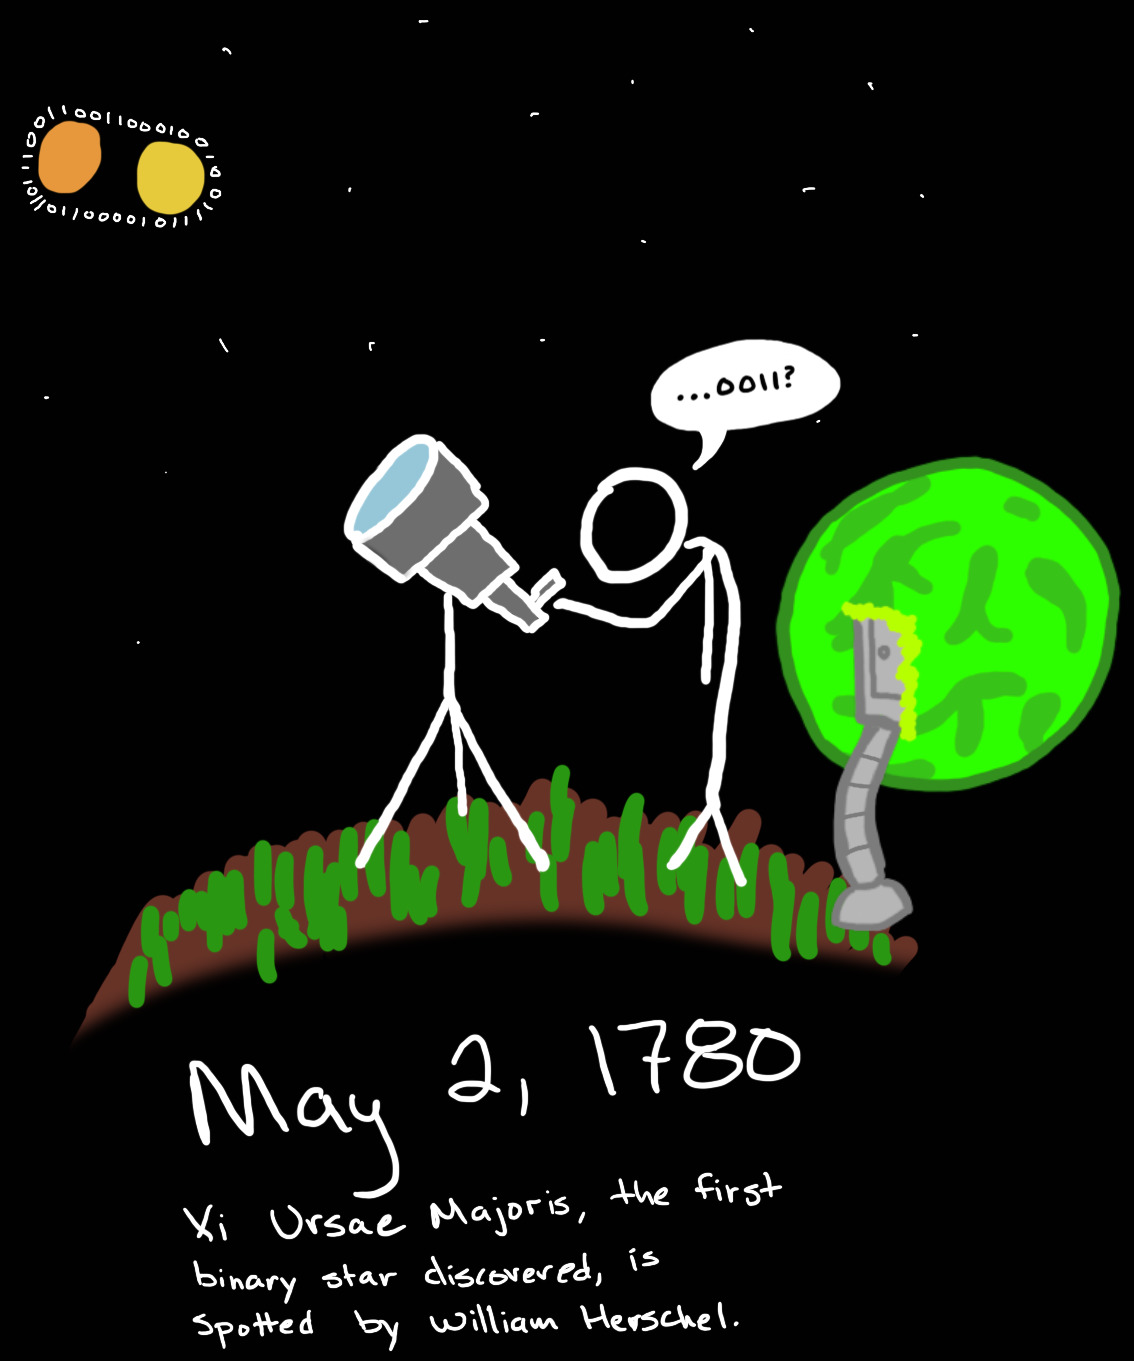 ...0011?
May 2, 1780
Xi Ursae Majoris, the first
binary star discovered, is
spotted by William Herschel.